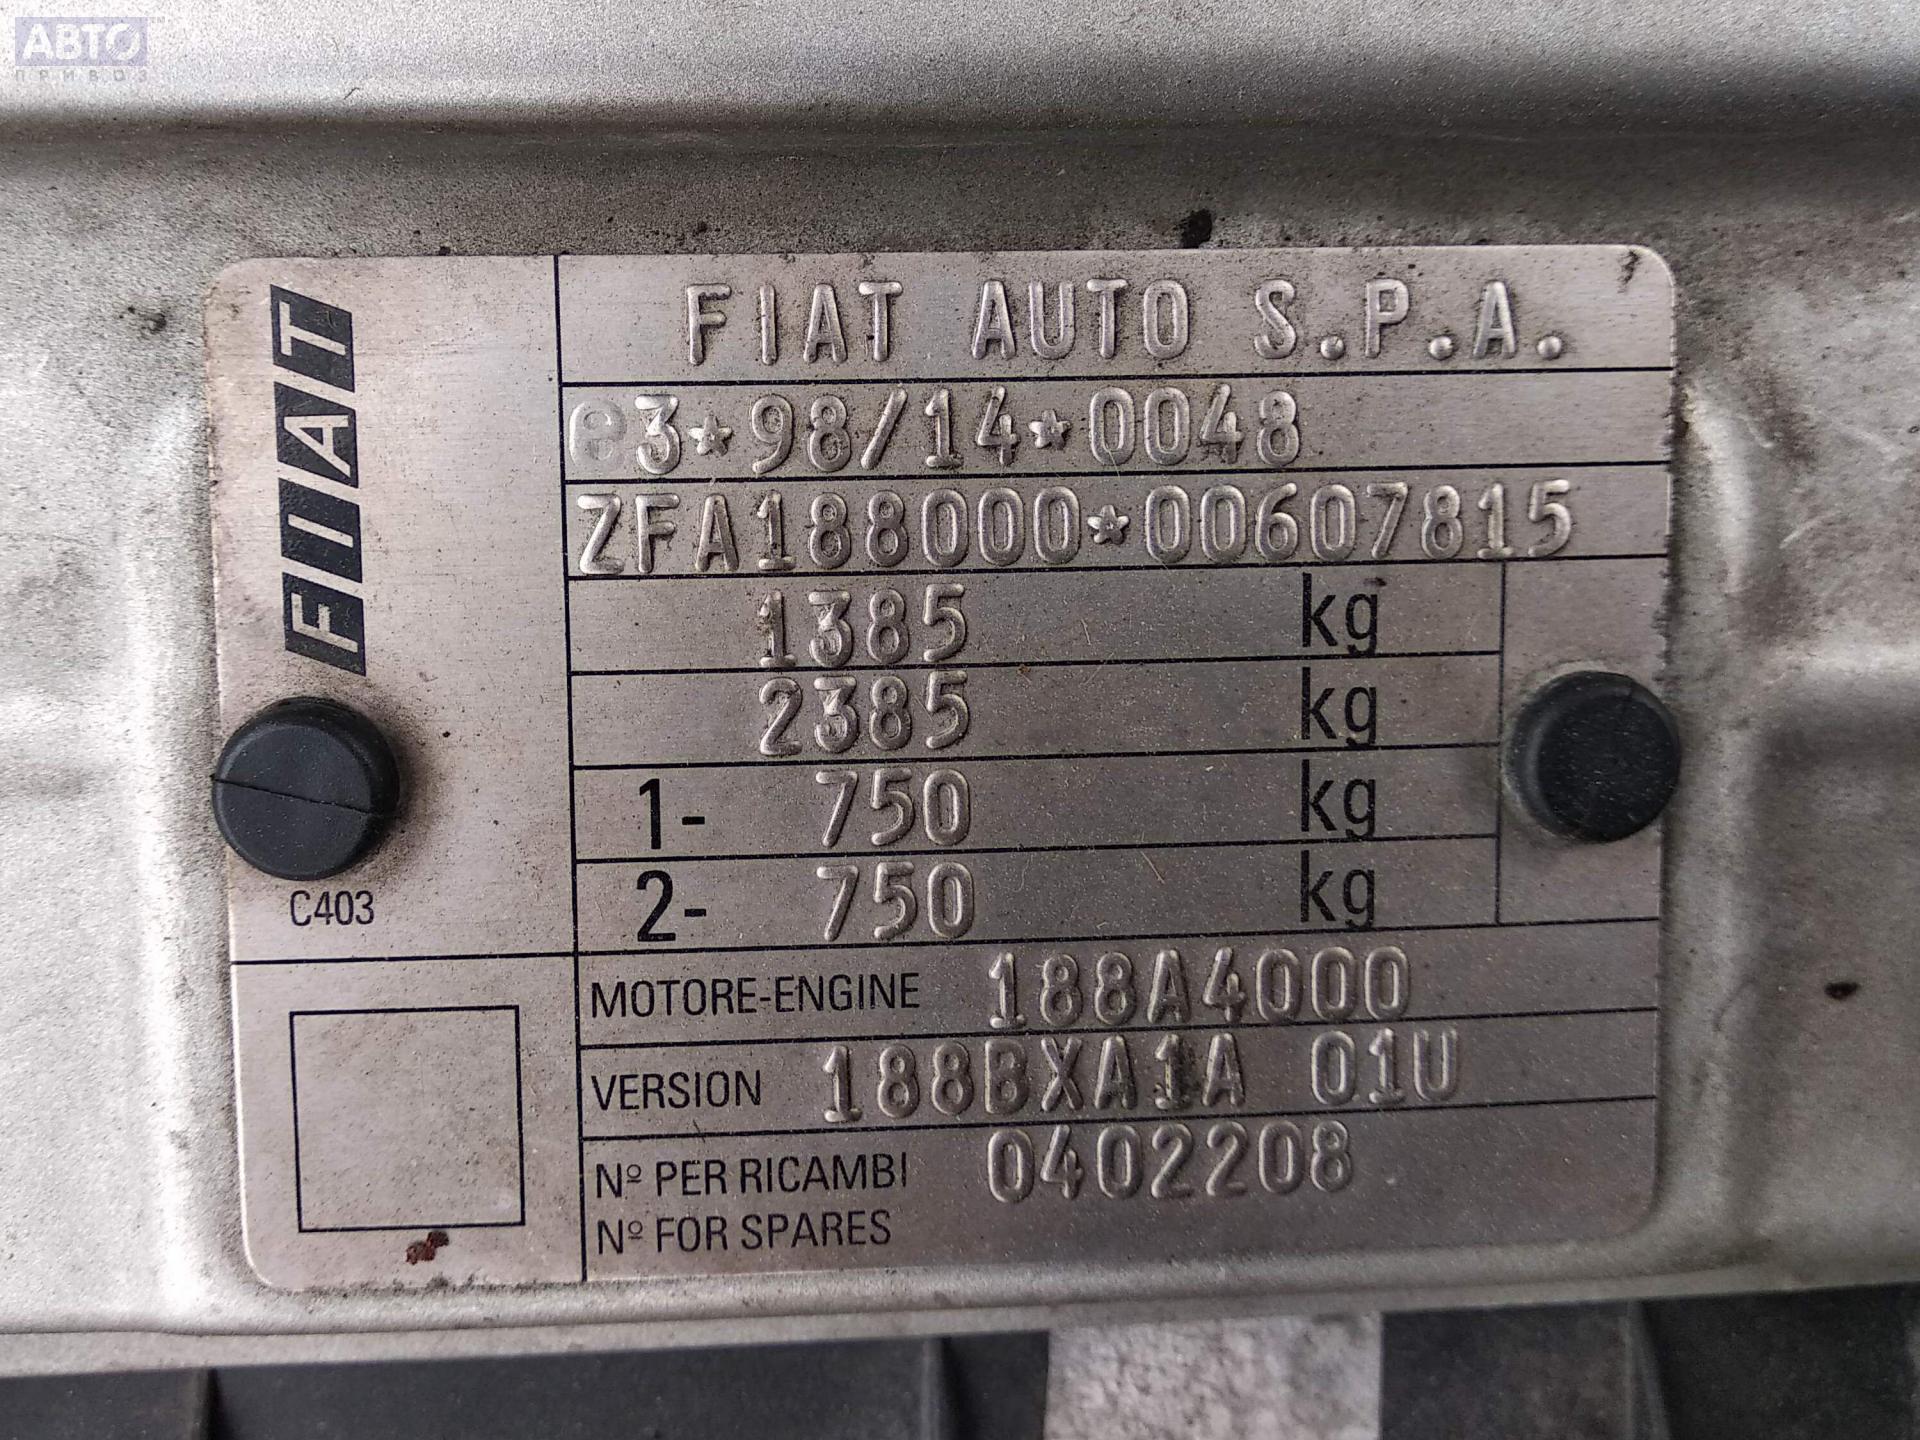 АВТО
ПРИВОЗ
FIAT
FIAT AUTO S.P.A.
e3*98/14*0048
ZFA188000*00607815
1385 kg
2385 kg
1- 750 kg
2- 750 kg
C403
MOTORE-ENGINE 188A4000
VERSION 188BXA1A 01U
Nº PER RICAMBI 0402208
Nº FOR SPARES